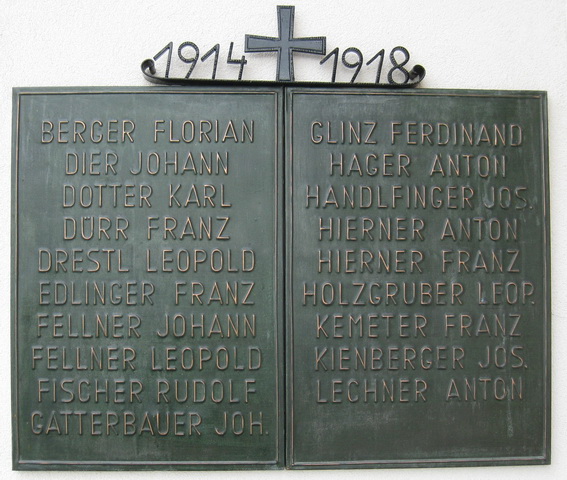 1914 1918
BERGER FLORIAN
DIER JOHANN
DOTTER KARL
DÜRR FRANZ
DRESTL LEOPOLD
EDLINGER FRANZ
FELLNER JOHANN
FELLNER LEOPOLD
FISCHER RUDOLF
GATTERBAUER JOH.
GLINZ FERDINAND
HAGER ANTON
HANDLFINGER JOS.
HIERNER ANTON
HIERNER FRANZ
HOLZGRUBER LEOP.
KEMETER FRANZ
KIENBERGER JOS.
LECHNER ANTON